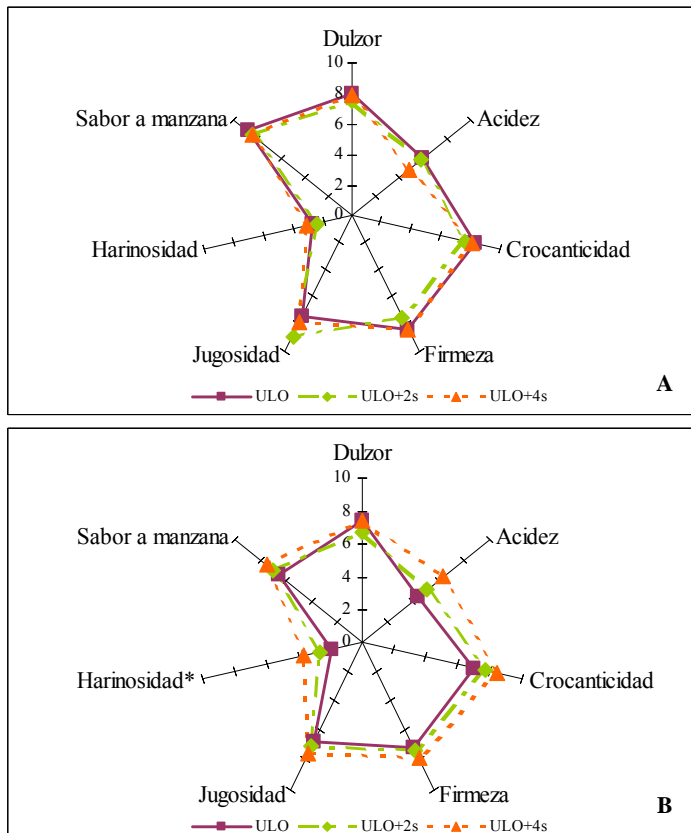 Dulzor
10
8
6
4
2
0
Sabor a manzana
Acidez
Harinosidad
Crocanticidad
Jugosidad
Firmeza
A
ULO ULO+2s ULO+4s
Dulzor
10
8
6
4
2
0
Sabor a manzana
Acidez
Harinosidad*
Crocanticidad
Jugosidad
Firmeza
B
ULO ULO+2s ULO+4s